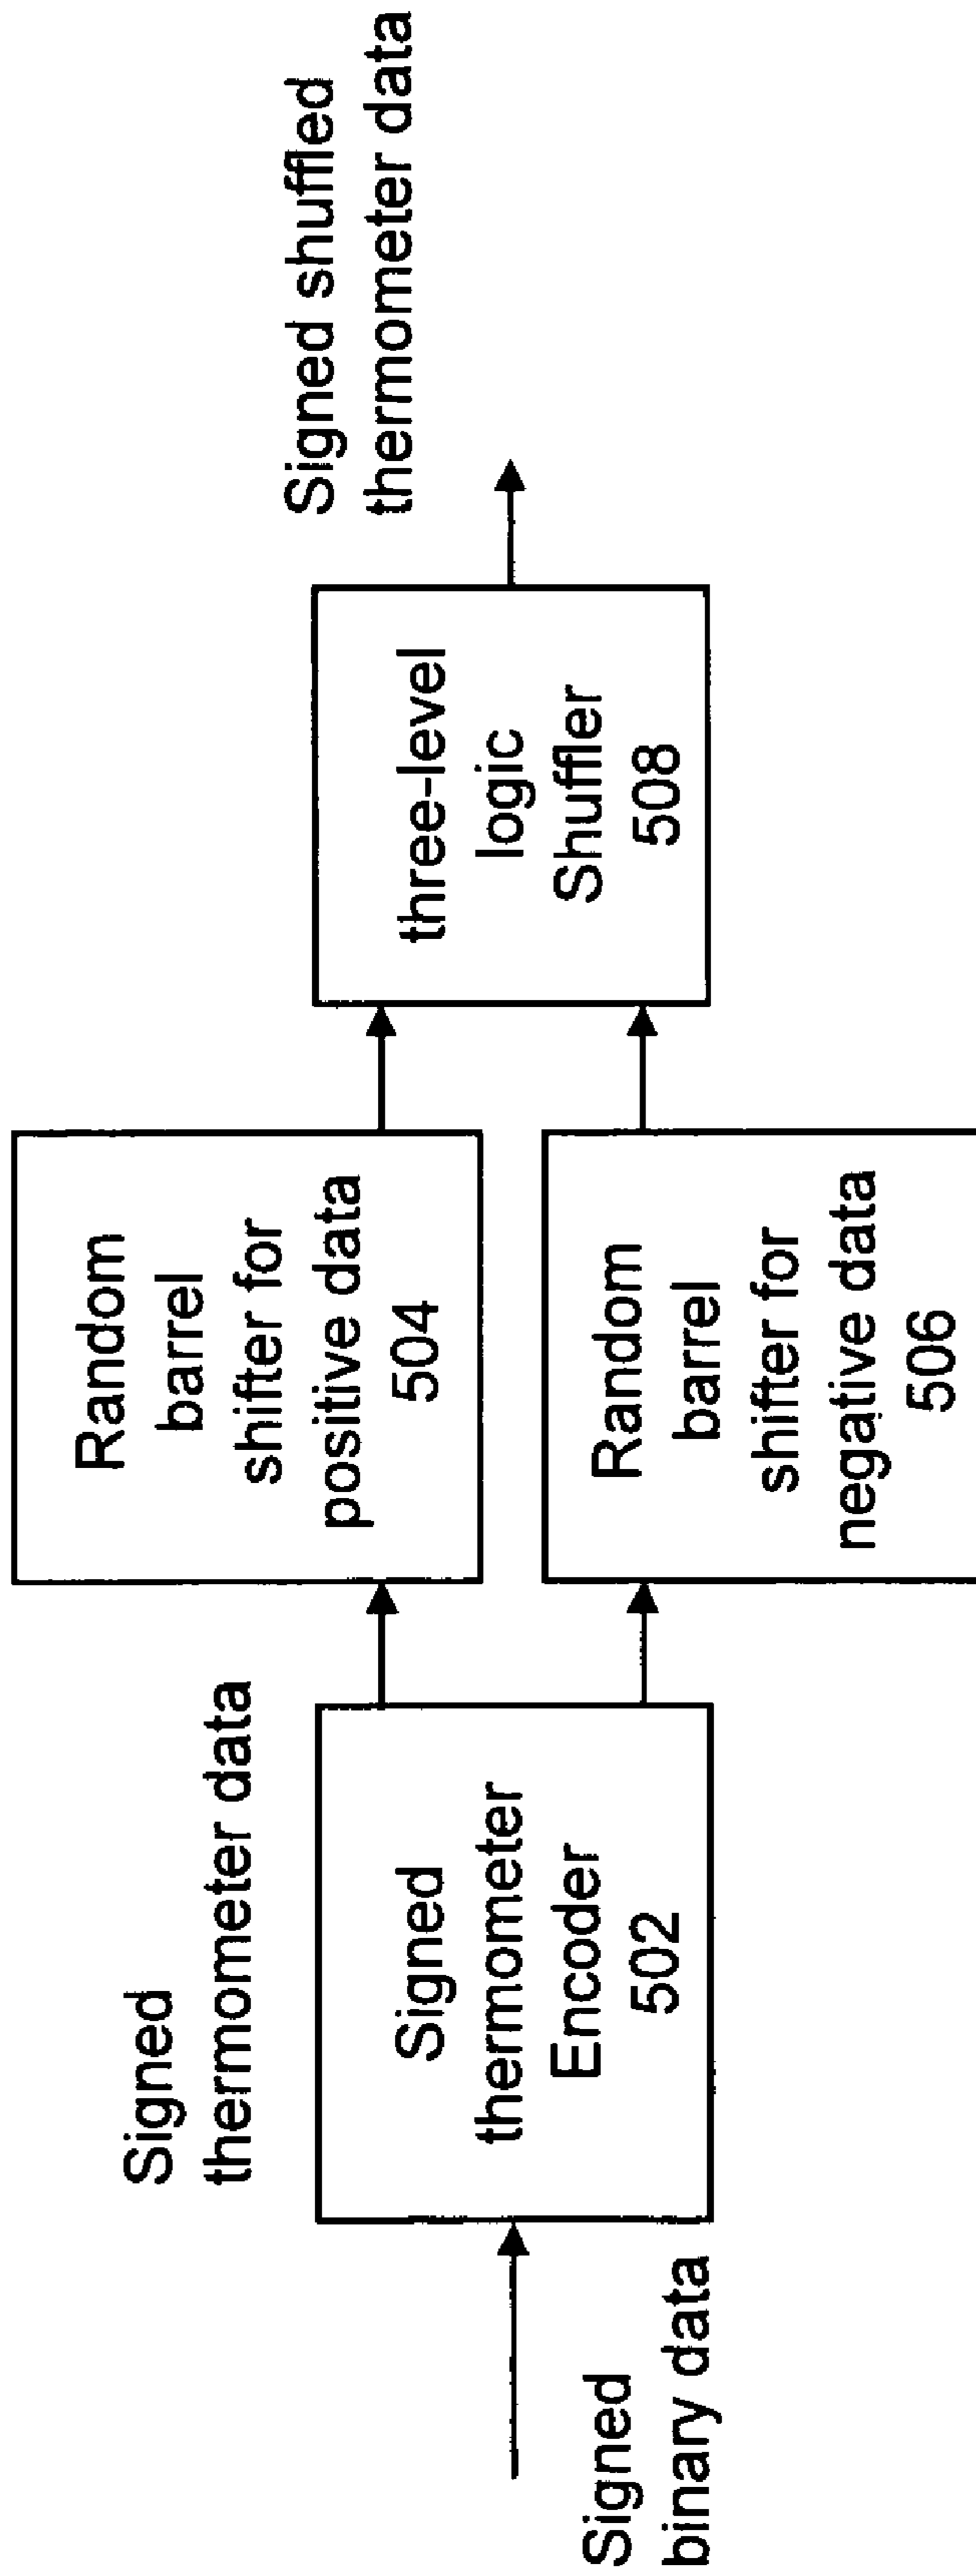 Signed
binary data
Signed
thermometer
Encoder
502
Signed
thermometer data
Random
barrel
shifter for
positive data
504
Random
barrel
shifter for
negative data
506
three-level
logic
Shuffler
508
Signed shuffled
thermometer data